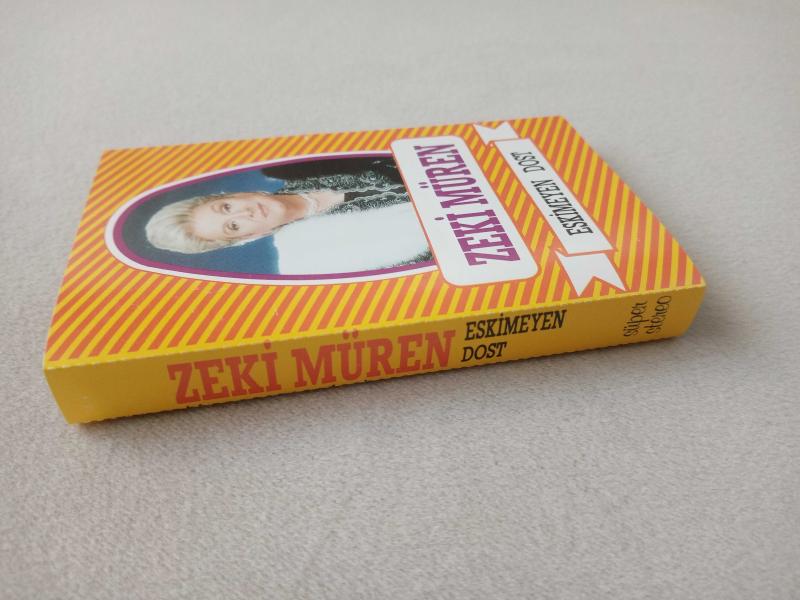 ZEKİ MÜREN
ESKİMEYEN DOST
ZEKİ MÜREN
ESKİMEYEN
DOST
süper
stereo